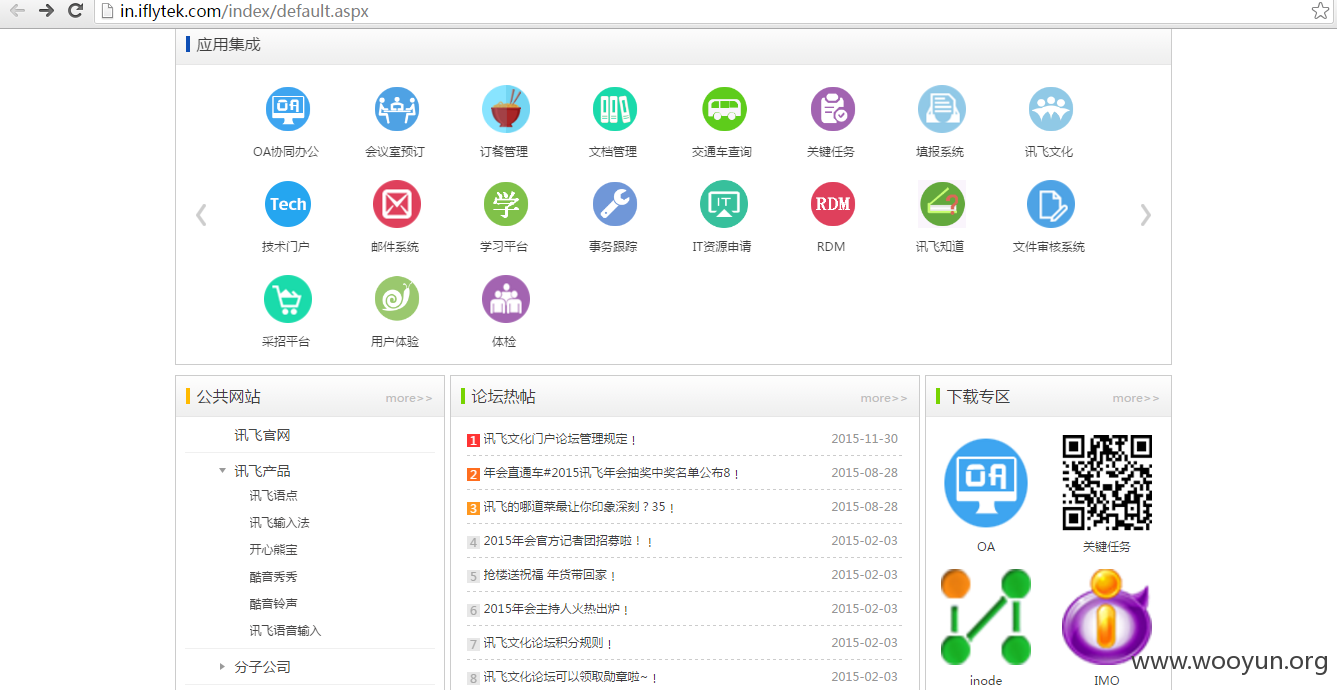 in.iflytek.com/index/default.aspx
应用集成
OA
OA协同办公 会议室预订 订餐管理 文档管理 交通车查询 关键任务 填报系统 讯飞文化
Tech 学 IT RDM
技术门户 邮件系统 学习平台 事务跟踪 IT资源申请 RDM 讯飞知道 文件审核系统
采招平台 用户体验 体检
公共网站 more>>
讯飞官网
讯飞产品
讯飞语点
讯飞输入法
开心熊宝
酷音秀秀
酷音铃声
讯飞语音输入
分子公司
论坛热帖 more>>
1 讯飞文化门户论坛管理规定！ 2015-11-30
2 年会直通车#2015讯飞年会抽奖中奖名单公布8！ 2015-08-28
3 讯飞的哪道菜最让你印象深刻？35！ 2015-08-28
4 2015年会官方记者团招募啦！！ 2015-02-03
5 抢楼送祝福 年货带回家！ 2015-02-03
6 2015年会主持人火热出炉！ 2015-02-03
7 讯飞文化论坛积分规则！ 2015-02-03
8 讯飞文化论坛可以领取勋章啦~！ 2015-02-03
下载专区 more>>
OA
OA 关键任务
inode IMO
www.wooyun.org